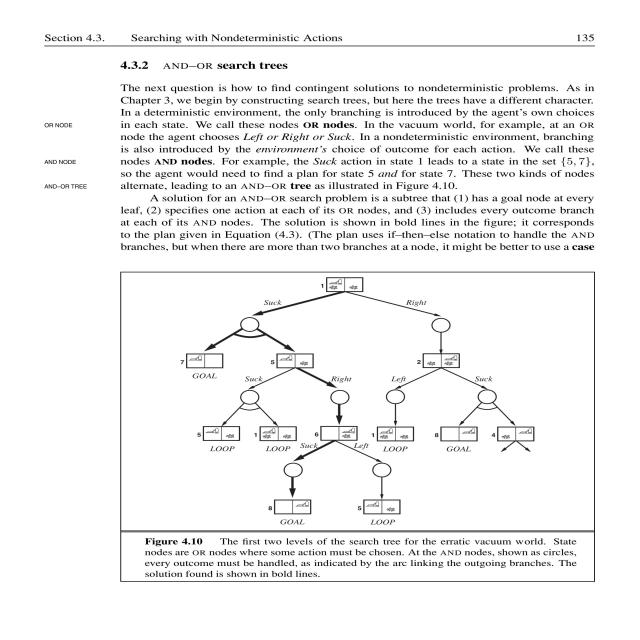 Section 4.3. Searching with Nondeterministic Actions 135
4.3.2 AND–OR search trees
The next question is how to find contingent solutions to nondeterministic problems. As in
Chapter 3, we begin by constructing search trees, but here the trees have a different character.
In a deterministic environment, the only branching is introduced by the agent's own choices
OR NODE
in each state. We call these nodes OR nodes. In the vacuum world, for example, at an OR
node the agent chooses Left or Right or Suck. In a nondeterministic environment, branching
is also introduced by the environment's choice of outcome for each action. We call these
AND NODE
nodes AND nodes. For example, the Suck action in state 1 leads to a state in the set {5, 7},
so the agent would need to find a plan for state 5 and for state 7. These two kinds of nodes
AND–OR TREE
alternate, leading to an AND–OR tree as illustrated in Figure 4.10.
A solution for an AND–OR search problem is a subtree that (1) has a goal node at every
leaf, (2) specifies one action at each of its OR nodes, and (3) includes every outcome branch
at each of its AND nodes. The solution is shown in bold lines in the figure; it corresponds
to the plan given in Equation (4.3). (The plan uses if–then–else notation to handle the AND
branches, but when there are more than two branches at a node, it might be better to use a case
1
Suck Right
7 5 2
GOAL
Suck Right Left Suck
5 1 6 1 8 4
LOOP LOOP Suck Left LOOP GOAL
8 5
GOAL LOOP
Figure 4.10 The first two levels of the search tree for the erratic vacuum world. State
nodes are OR nodes where some action must be chosen. At the AND nodes, shown as circles,
every outcome must be handled, as indicated by the arc linking the outgoing branches. The
solution found is shown in bold lines.